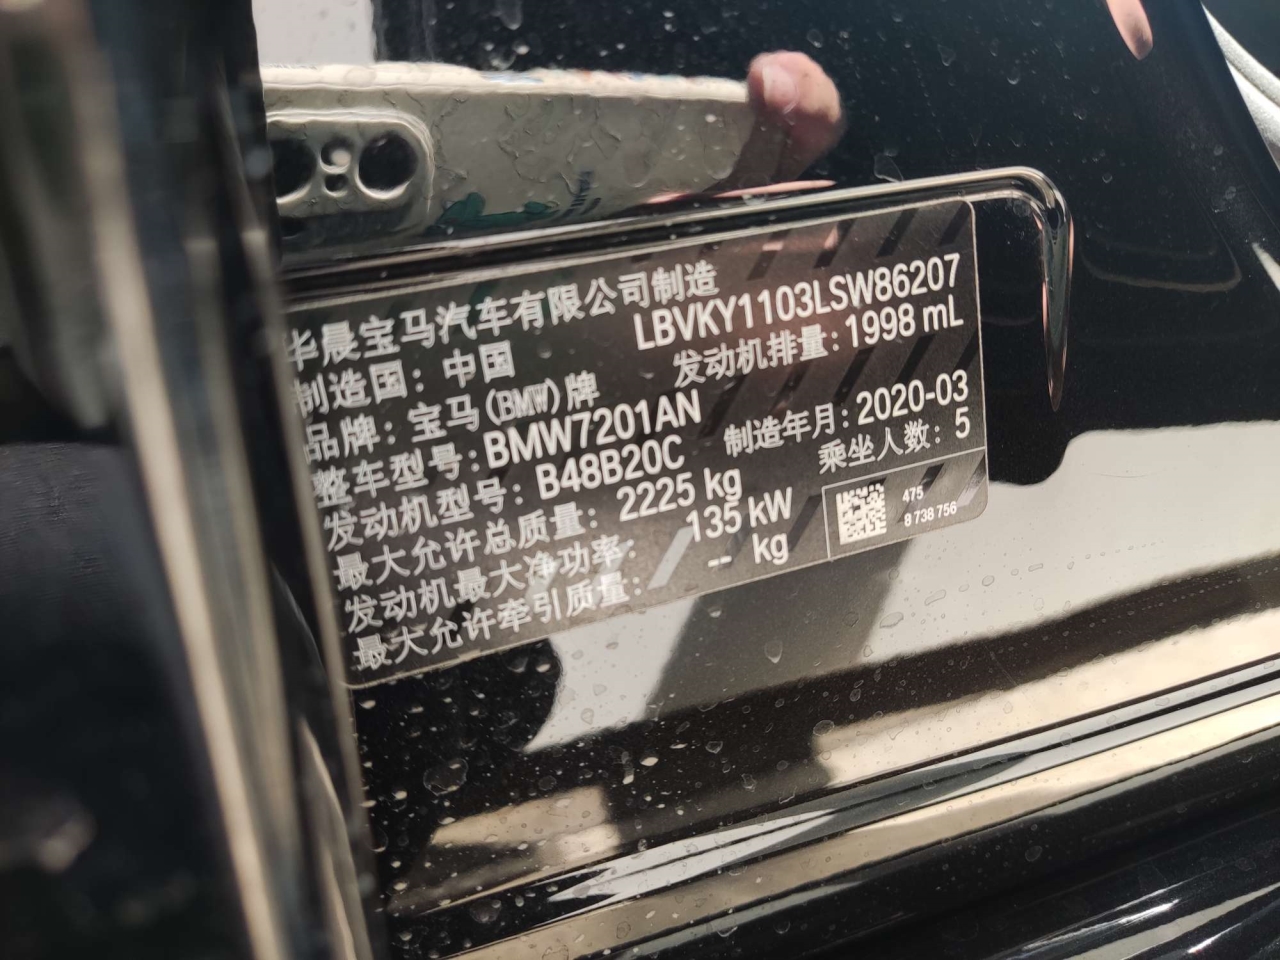 华晨宝马汽车有限公司制造
制造国：中国
LBVKY1103LSW86207
品牌：宝马(BMW)牌
发动机排量：1998 mL
整车型号：BMW7201AN
发动机型号：B48B20C
制造年月：2020-03
最大允许总质量：2225 kg
乘坐人数：5
发动机最大净功率：135 kW
最大允许牵引质量：-- kg
475
8 738 756